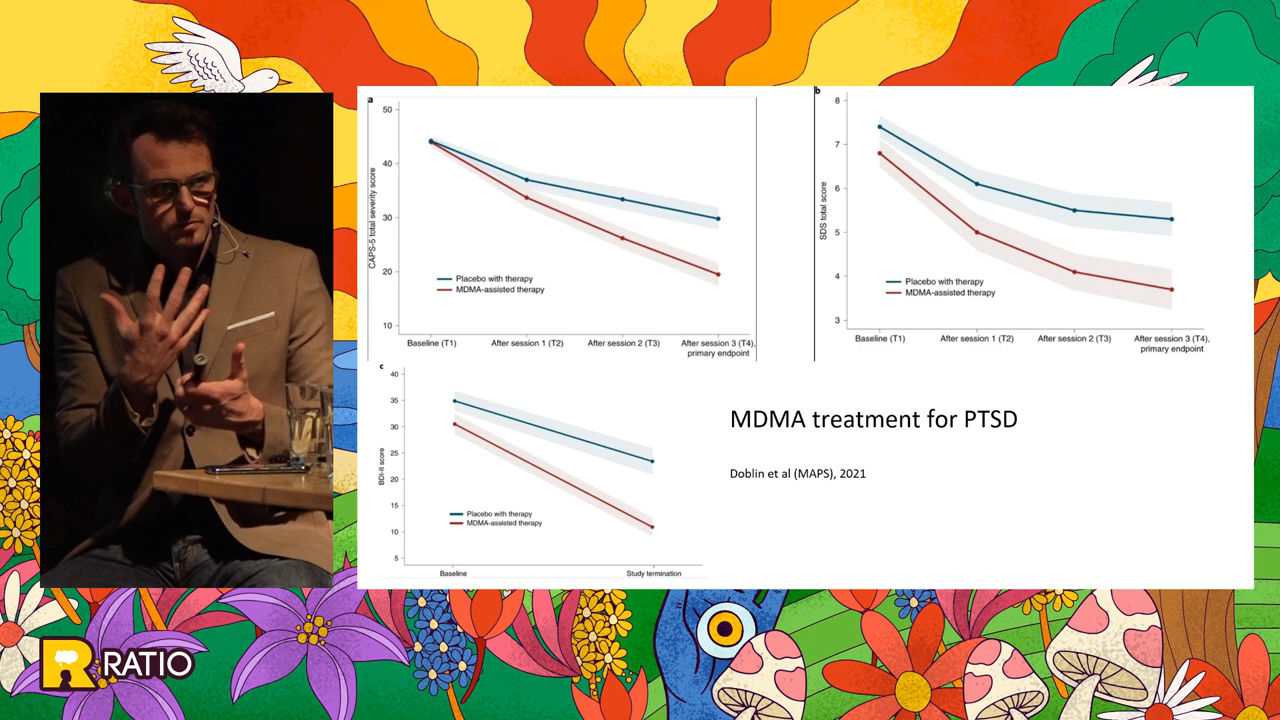 a
50
40
30
20
10
CAPS-5 total severity score
Placebo with therapy
MDMA-assisted therapy
Baseline (T1)
After session 1 (T2)
After session 2 (T3)
After session 3 (T4),
primary endpoint
b
8
7
6
5
4
3
SDS total score
Placebo with therapy
MDMA-assisted therapy
Baseline (T1)
After session 1 (T2)
After session 2 (T3)
After session 3 (T4),
primary endpoint
c
40
35
30
25
20
15
10
5
BDI-II score
Placebo with therapy
MDMA-assisted therapy
Baseline
Study termination
MDMA treatment for PTSD
Doblin et al (MAPS), 2021
R RATIO